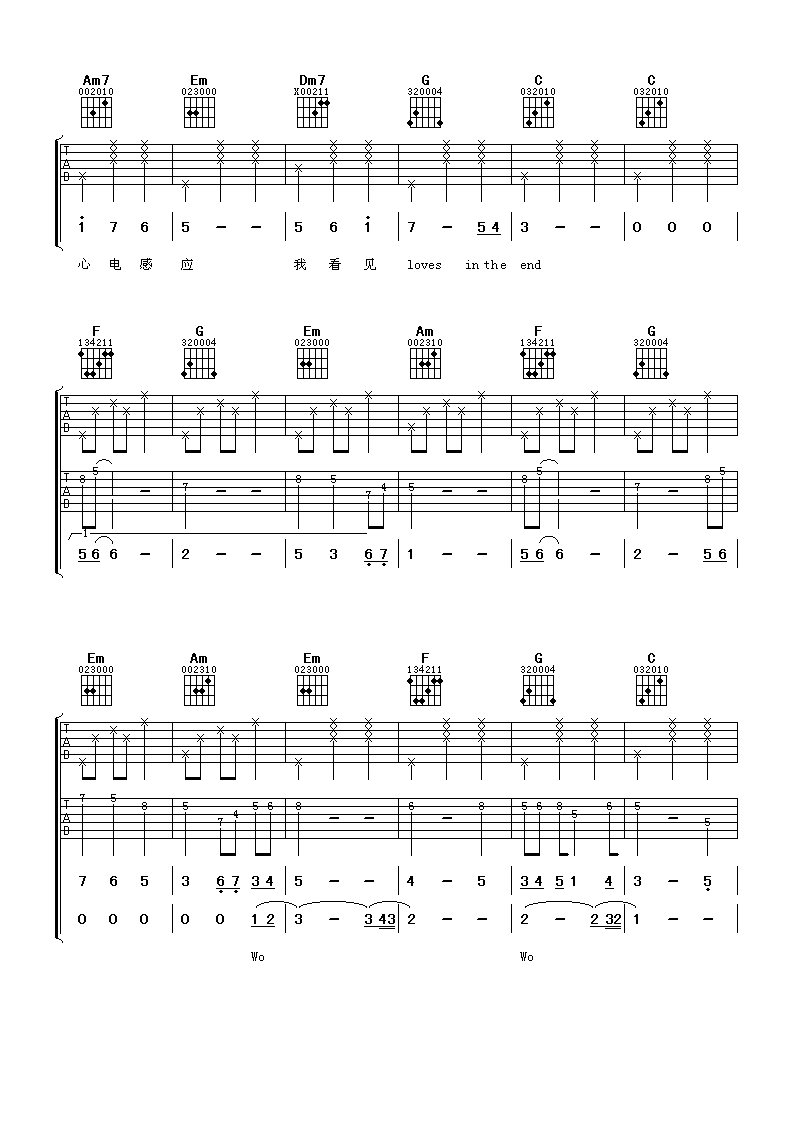 Am7 Em Dm7 G C C
002010 023000 X00211 320004 032010 032010
T
A
B
1 7 6 5 - - 5 6 1 7 - 5 4 3 - - 0 0 0
心 电 感 应 我 看 见 loves in the end
F G Em Am F G
134211 320004 023000 002310 134211 320004
T
A
B
T
A
B
8 5 - 7 - - 8 5 7 4 5 - - 8 5 - 7 - 8 5
1
5 6 6 - 2 - - 5 3 6 7 1 - - 5 6 6 - 2 - 5 6
Em Am Em F G C
023000 002310 023000 134211 320004 032010
T
A
B
T
A
B
7 5 8 5 7 4 5 6 8 - - 6 - 8 5 6 8 5 6 5 - 5
7 6 5 3 6 7 3 4 5 - - 4 - 5 3 4 5 1 4 3 - 5
0 0 0 0 0 1 2 3 - 3 4 3 2 - - 2 - 2 3 2 1 - -
Wo Wo